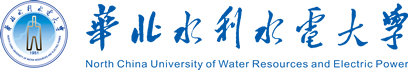 華北水利水電大學
North China University of Water Resources and Electric Power